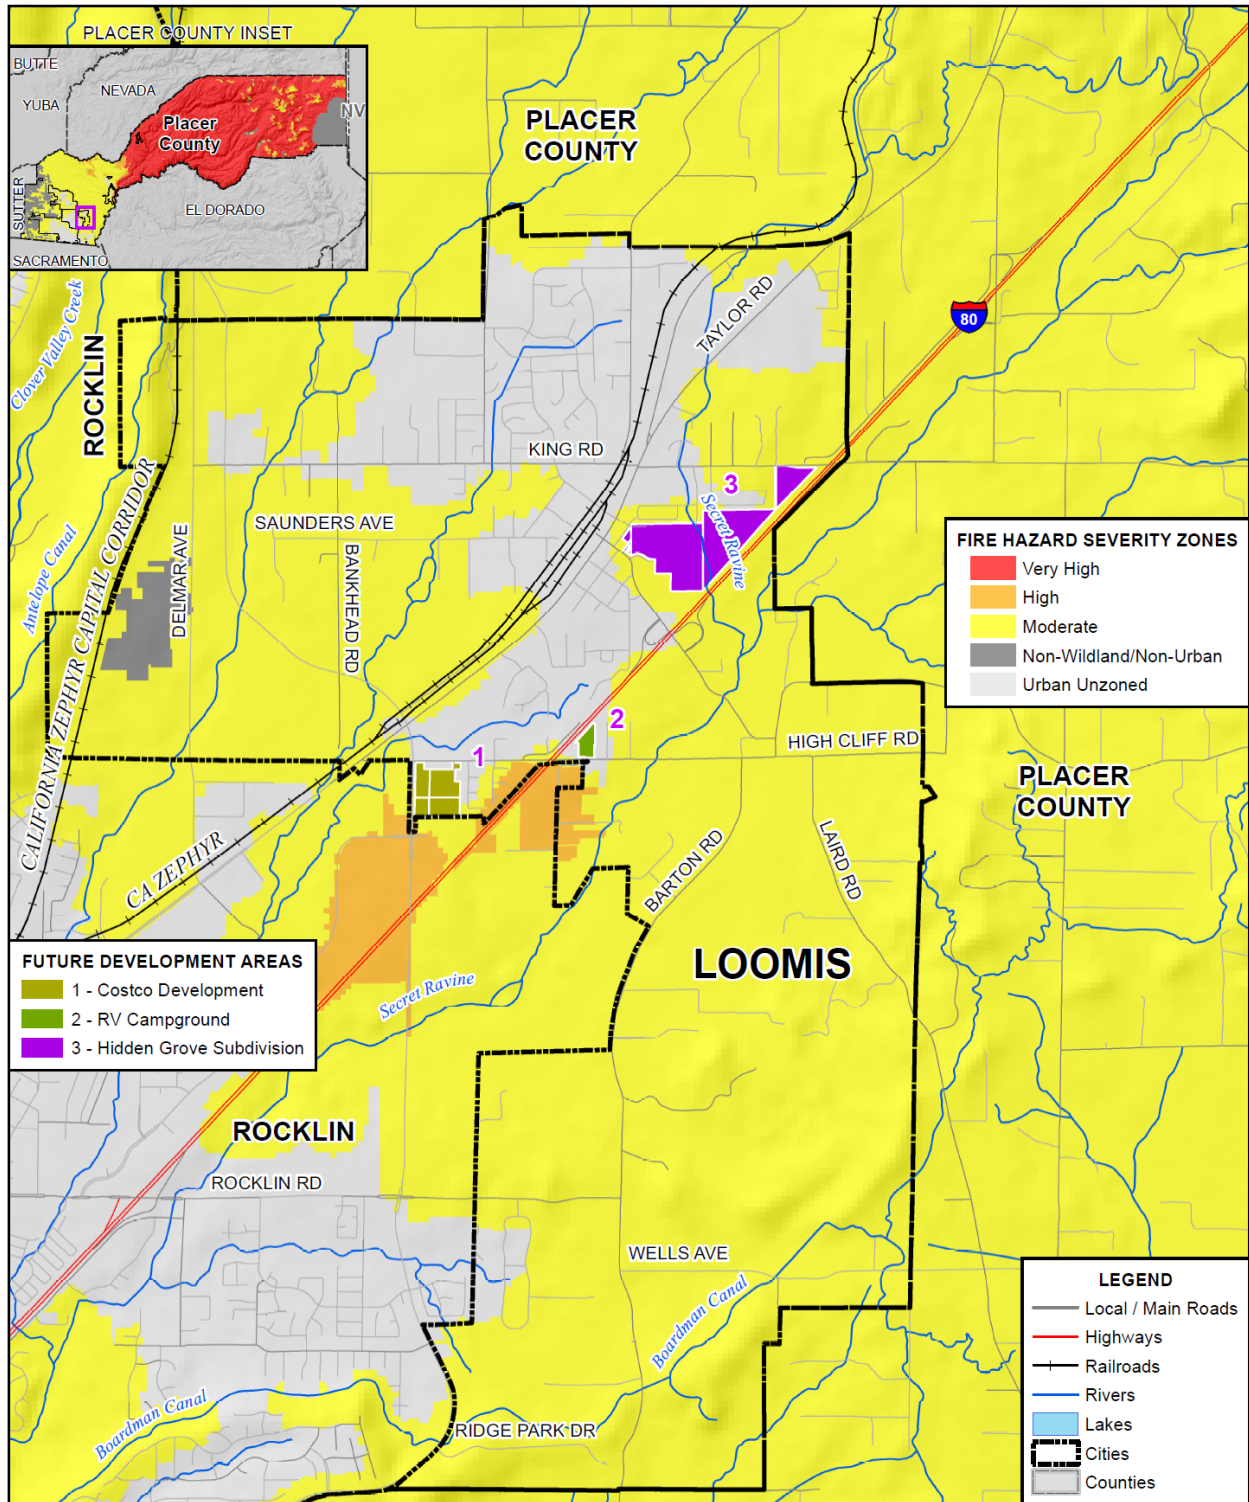 PLACER COUNTY INSET
BUTTE
YUBA
NEVADA
NV
Placer
County
SUTTER
EL DORADO
SACRAMENTO
PLACER
COUNTY
80
TAYLOR RD
Clover Valley Creek
ROCKLIN
KING RD
3
Secret Ravine
SAUNDERS AVE
BANKHEAD RD
DELMAR AVE
Antelope Canal
CALIFORNIA ZEPHYR CAPITAL CORRIDOR
FIRE HAZARD SEVERITY ZONES
Very High
High
Moderate
Non-Wildland/Non-Urban
Urban Unzoned
2
1
HIGH CLIFF RD
PLACER
COUNTY
CA ZEPHYR
BARTON RD
LAIRD RD
LOOMIS
FUTURE DEVELOPMENT AREAS
1 - Costco Development
2 - RV Campground
3 - Hidden Grove Subdivision
Secret Ravine
ROCKLIN
ROCKLIN RD
WELLS AVE
Boardman Canal
Boardman Canal
RIDGE PARK DR
LEGEND
Local / Main Roads
Highways
Railroads
Rivers
Lakes
Cities
Counties